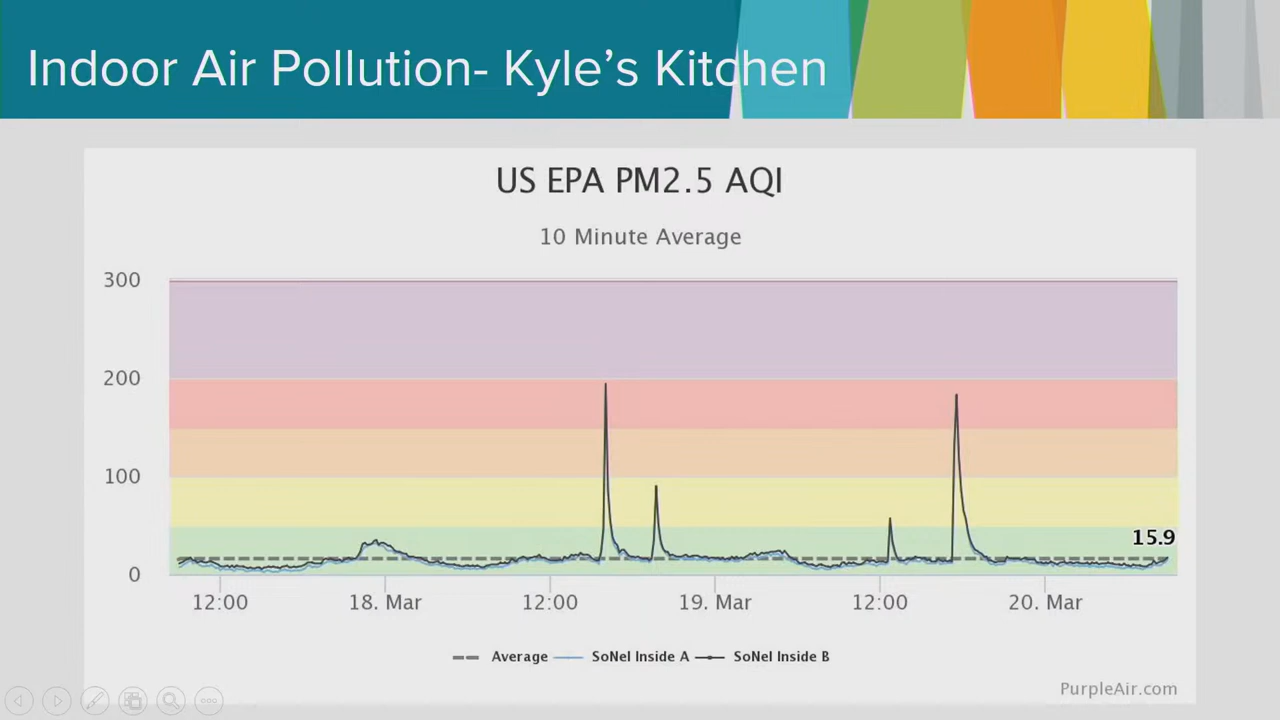 Indoor Air Pollution- Kyle's Kitchen
US EPA PM2.5 AQI
10 Minute Average
300
200
100
0
15.9
12:00
18. Mar
12:00
19. Mar
12:00
20. Mar
Average
SoNel Inside A
SoNel Inside B
PurpleAir.com